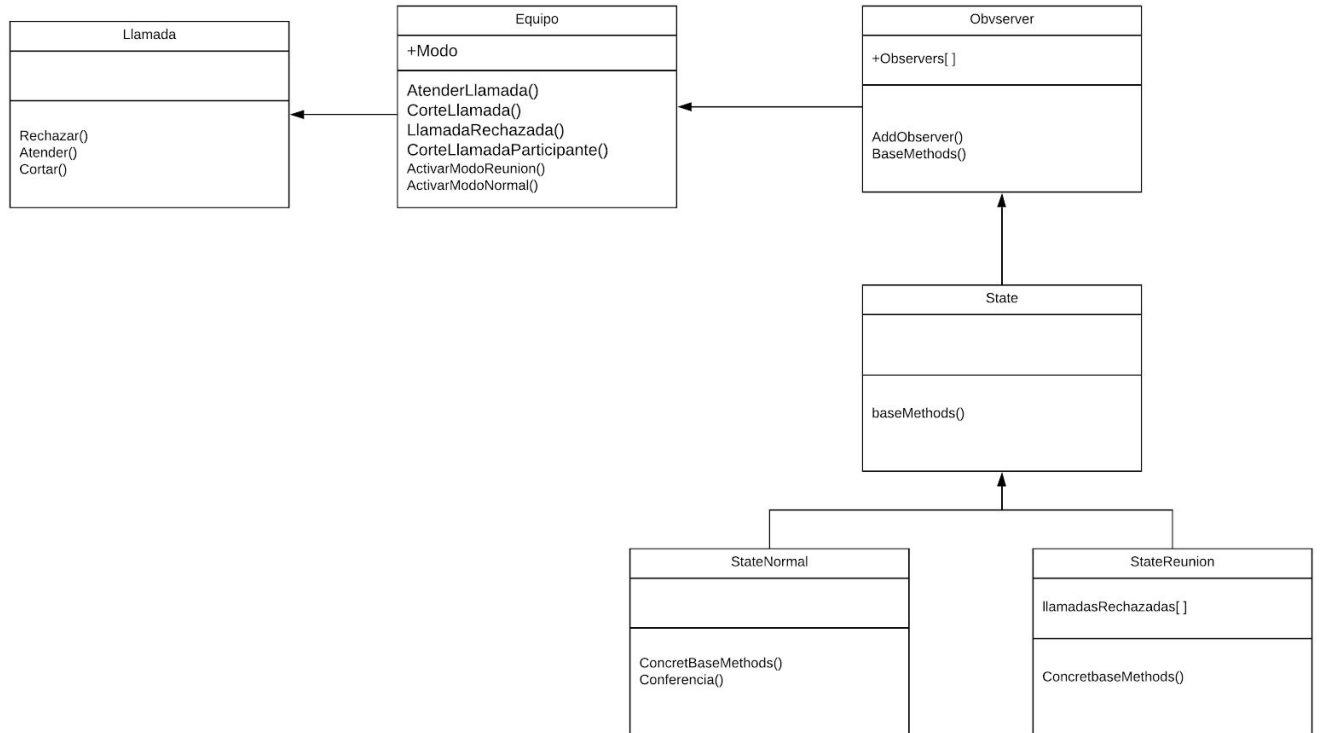 Llamada
Rechazar()
Atender()
Cortar()
Equipo
+Modo
AtenderLlamada()
CorteLlamada()
LlamadaRechazada()
CorteLlamadaParticipante()
ActivarModoReunion()
ActivarModoNormal()
Obvserver
+Observers[ ]
AddObserver()
BaseMethods()
State
baseMethods()
StateNormal
ConcretBaseMethods()
Conferencia()
StateReunion
llamadasRechazadas[ ]
ConcretbaseMethods()